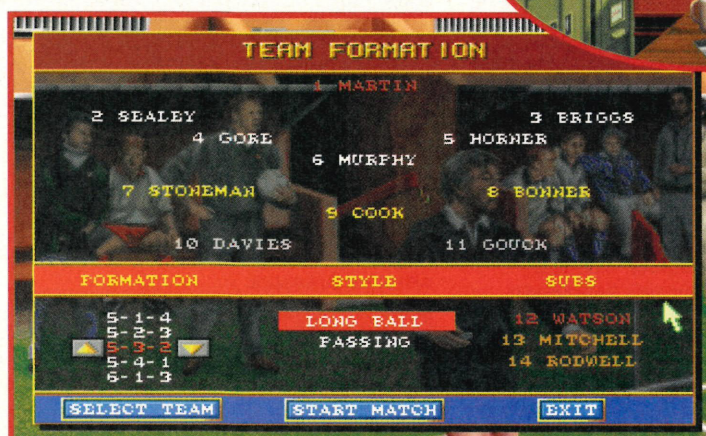 TEAM FORMATION
1 MARTIN
2 SEALEY 3 BRIGGS
4 GORE 5 HORNER
6 MURPHY
7 STONEMAN 8 BONNER
9 COOK
10 DAVIES 11 GOUCK
FORMATION STYLE SUBS
5-1-4 LONG BALL 12 WATSON
5-2-3 PASSING 13 MITCHELL
5-3-2 14 RODWELL
5-4-1
6-1-3
SELECT TEAM START MATCH EXIT